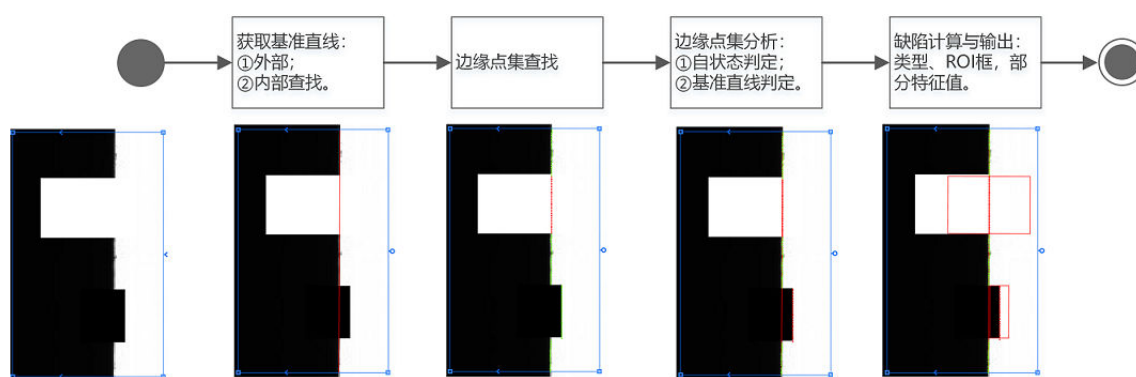 获取基准直线：
①外部；
②内部查找。
边缘点集查找
边缘点集分析：
①自状态判定；
②基准直线判定。
缺陷计算与输出：
类型、ROI框，部
分特征值。